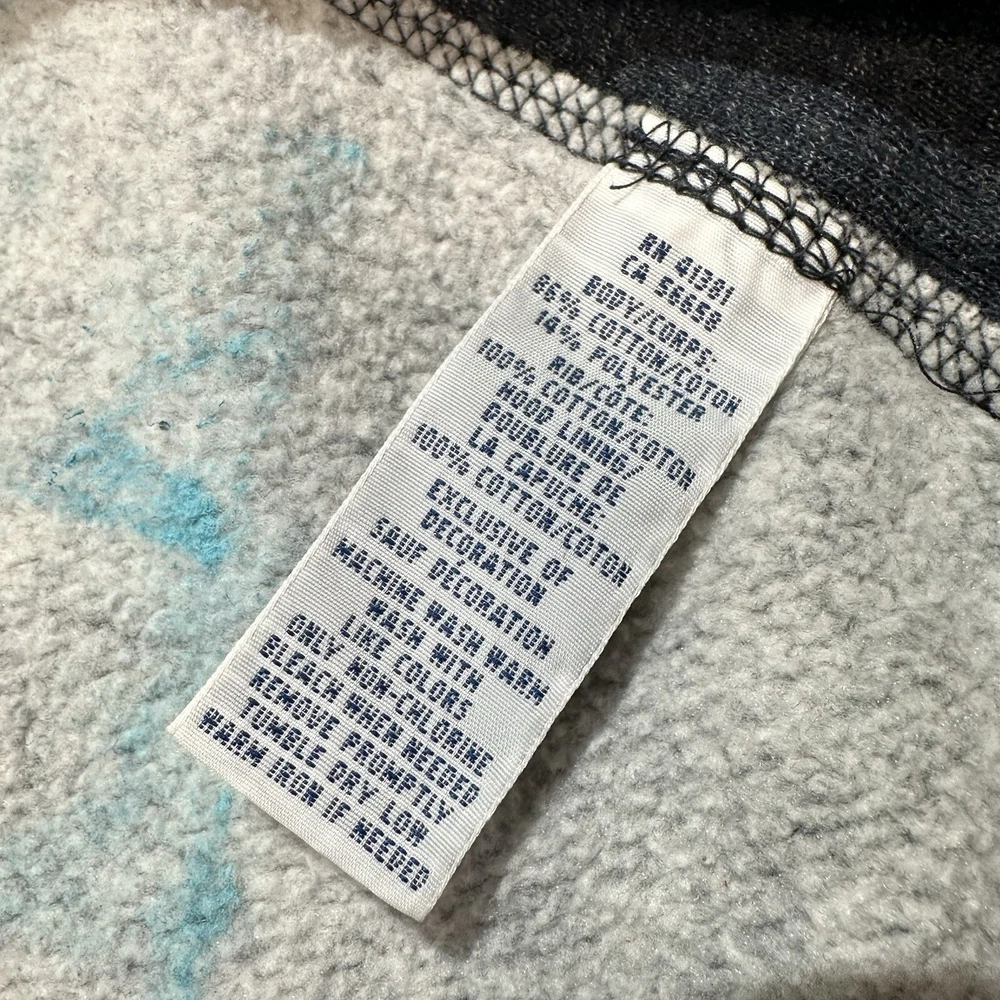 RN 41381
CA 56658
BODY/CORPS:
86% COTTON/COTON
14% POLYESTER
RIB/COTE:
100% COTTON/COTON
HOOD LINING/
DOUBLURE DE
LA CAPUCHE:
100% COTTON/COTON
EXCLUSIVE OF
DECORATION
SAUF DECORATION
MACHINE WASH WARM
WASH WITH
LIKE COLORS
ONLY NON-CHLORINE
BLEACH WHEN NEEDED
REMOVE PROMPTLY
TUMBLE DRY LOW
WARM IRON IF NEEDED